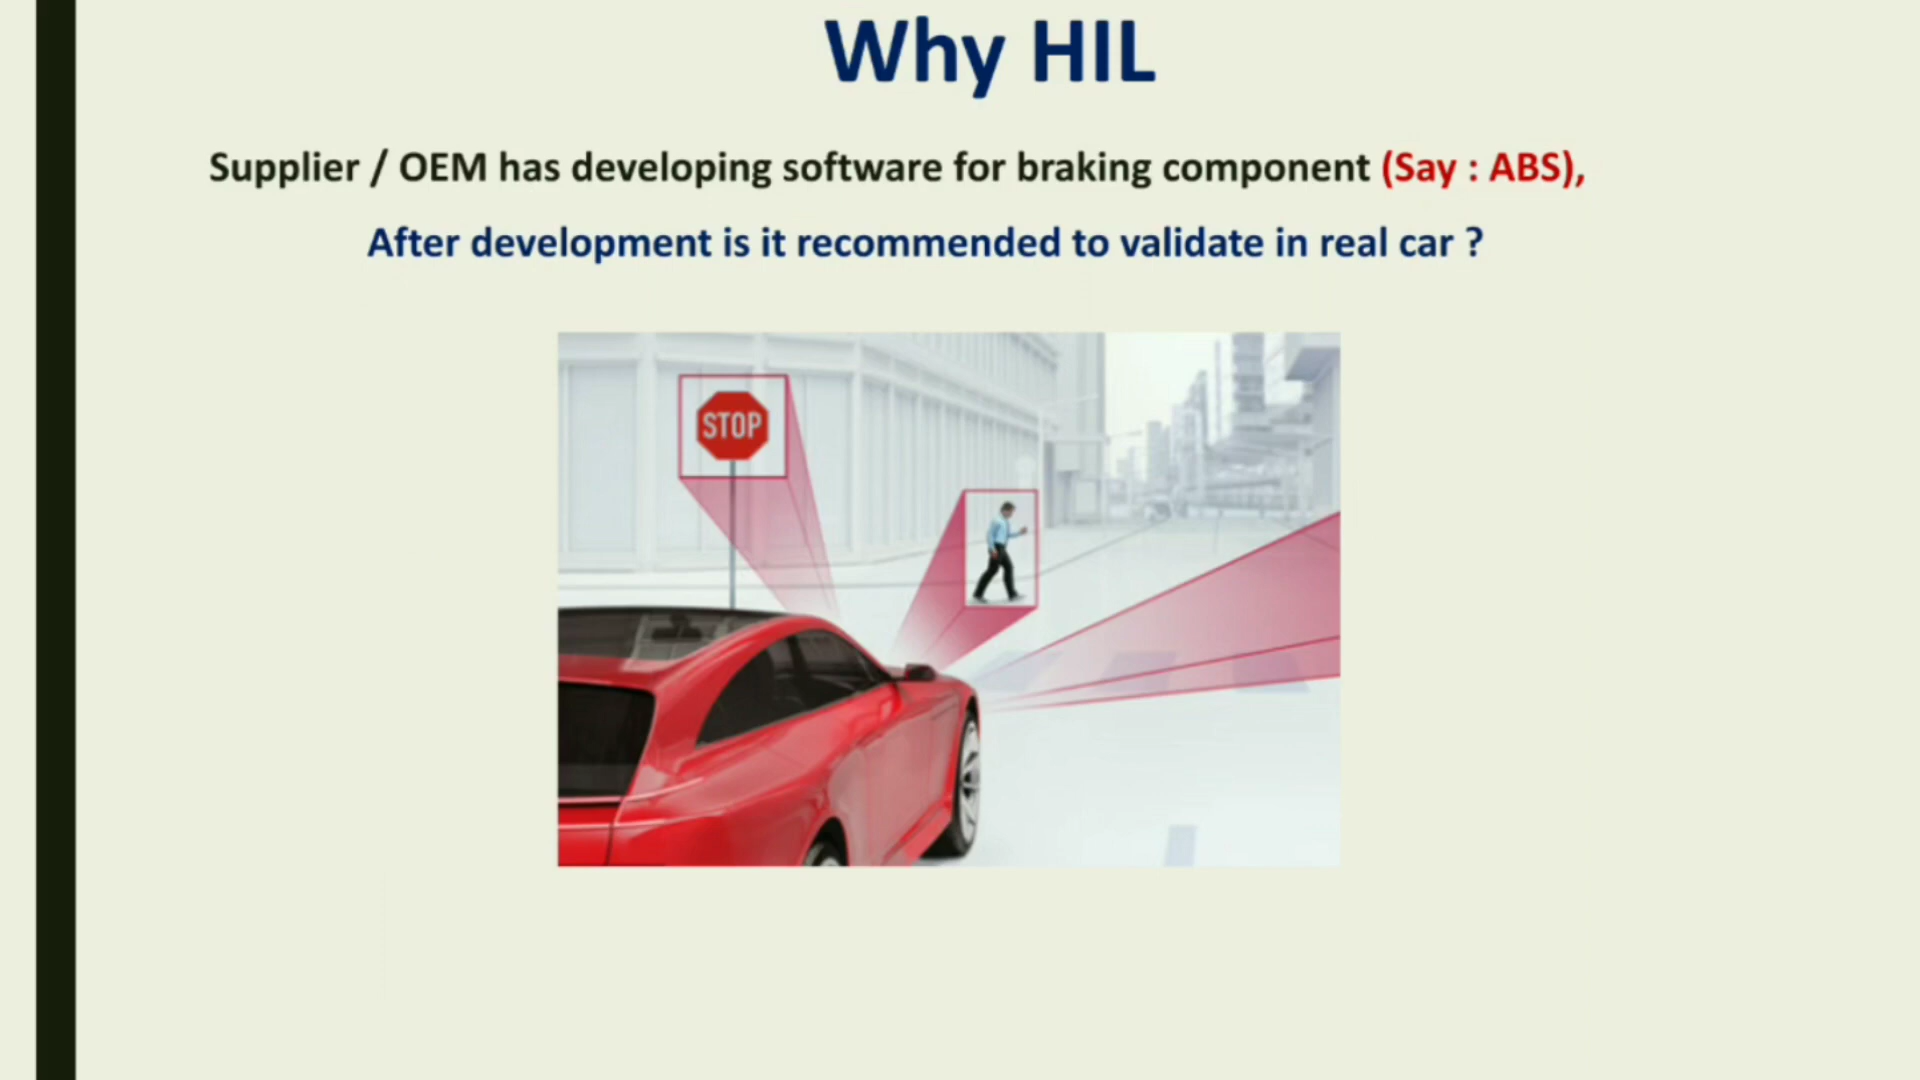 Why HIL
Supplier / OEM has developing software for braking component (Say : ABS),
After development is it recommended to validate in real car ?
STOP